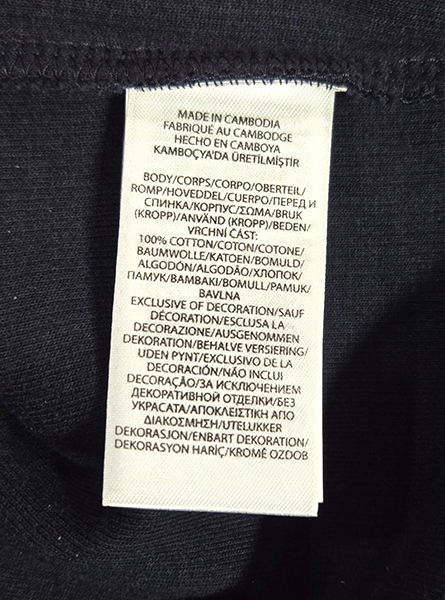 MADE IN CAMBODIA
FABRIQUÉ AU CAMBODGE
HECHO EN CAMBOYA
KAMBOÇYA'DA ÜRETİLMİŞTİR
BODY/CORPS/CORPO/OBERTEIL/
ROMP/HOVEDDEL/CUERPO/ПЕРЕД И
СПИНКА/КОРПУС/ΣΩΜΑ/BRUK
(KROPP)/ANVÄND (KROPP)/BEDEN/
VRCHNÍ ČÁST:
100% COTTON/COTON/COTONE/
BAUMWOLLE/KATOEN/BOMULD/
ALGODÓN/ALGODÃO/ХЛОПОК/
ПАМУК/ΒΑΜΒΑΚΙ/BOMULL/PAMUK/
BAVLNA
EXCLUSIVE OF DECORATION/SAUF
DÉCORATION/ESCLUSA LA
DECORAZIONE/AUSGENOMMEN
DEKORATION/BEHALVE VERSIERING/
UDEN PYNT/EXCLUSIVO DE LA
DECORACIÓN/NÃO INCLUI
DECORAÇÃO/ЗА ИСКЛЮЧЕНИЕМ
ДЕКОРАТИВНОЙ ОТДЕЛКИ/БЕЗ
УКРАСАТА/ΑΠΟΚΛΕΙΣΤΙΚΗ ΑΠΟ
ΔΙΑΚΟΣΜΗΣΗ/UTELUKKER
DEKORASJON/ENBART DEKORATION/
DEKORASYON HARİÇ/KROMĚ OZDOB